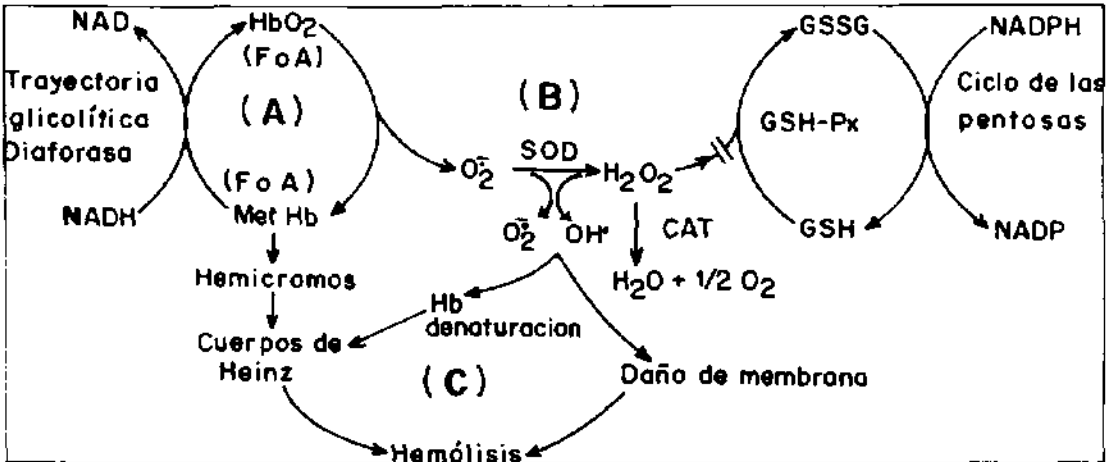 NAD
HbO2
(FoA)
Trayectoria
glicolítica
Diaforasa
(A)
(FoA)
NADH
Met Hb
Hemicromos
Cuerpos de
Heinz
(B)
O2-
SOD
H2O2
O2-
OH•
CAT
H2O + 1/2 O2
Hb
denaturacion
(C)
Daño de membrana
Hemólisis
GSSG
GSH-Px
GSH
NADPH
Ciclo de las
pentosas
NADP